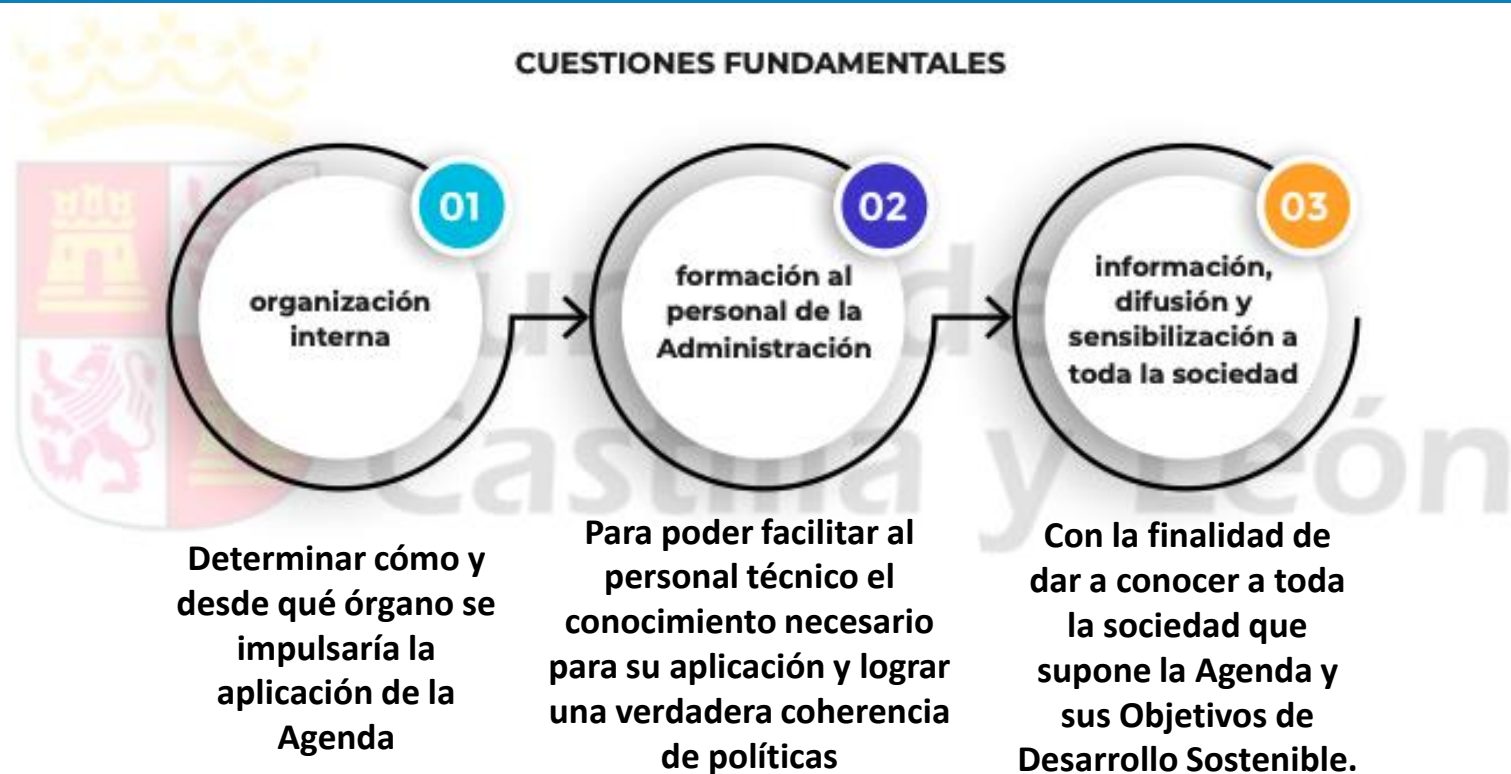 CUESTIONES FUNDAMENTALES
01
organización
interna
02
formación al
personal de la
Administración
03
información,
difusión y
sensibilización a
toda la sociedad
Determinar cómo y
desde qué órgano se
impulsaría la
aplicación de la
Agenda
Para poder facilitar al
personal técnico el
conocimiento necesario
para su aplicación y lograr
una verdadera coherencia
de políticas
Con la finalidad de
dar a conocer a toda
la sociedad que
supone la Agenda y
sus Objetivos de
Desarrollo Sostenible.
Castilla y León